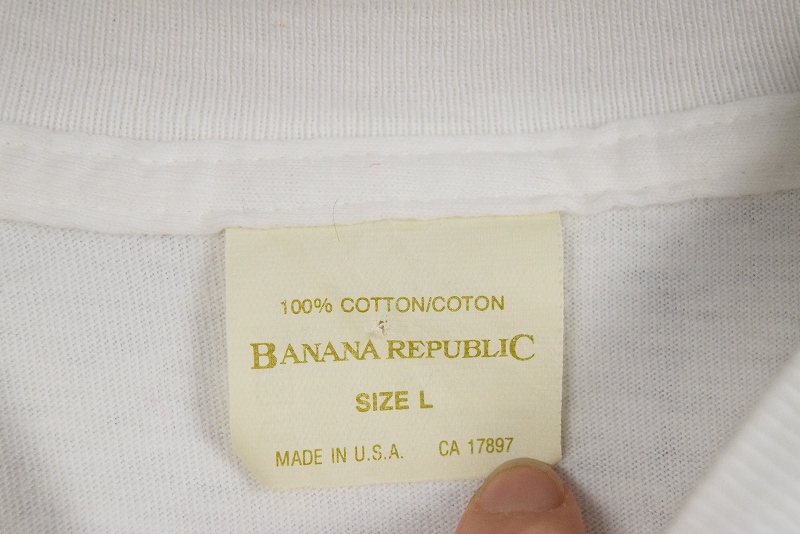 100% COTTON/COTON
BANANA REPUBLIC
SIZE L
MADE IN U.S.A. CA 17897